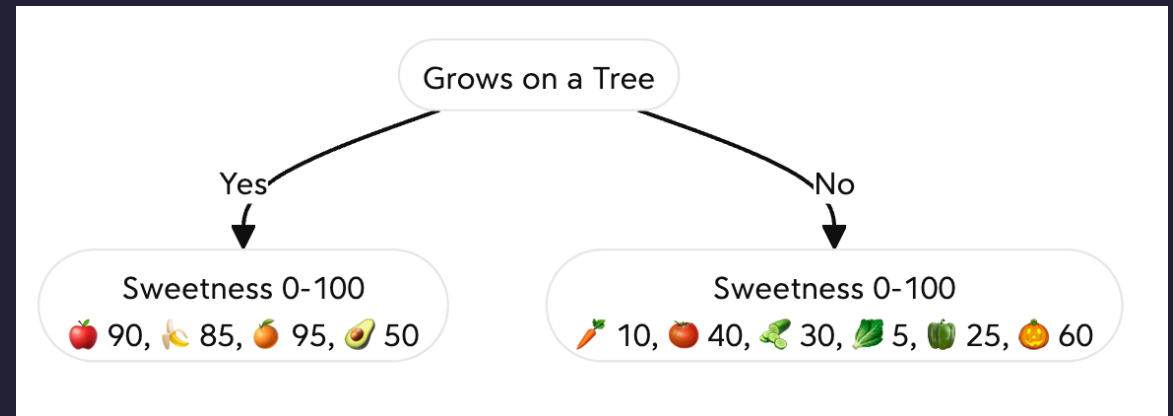 Grows on a Tree
Yes
No
Sweetness 0-100
🍎 90, 🍌 85, 🍊 95, 🥑 50
Sweetness 0-100
🥕 10, 🍅 40, 🥒 30, 🥬 5, 🫑 25, 🎃 60